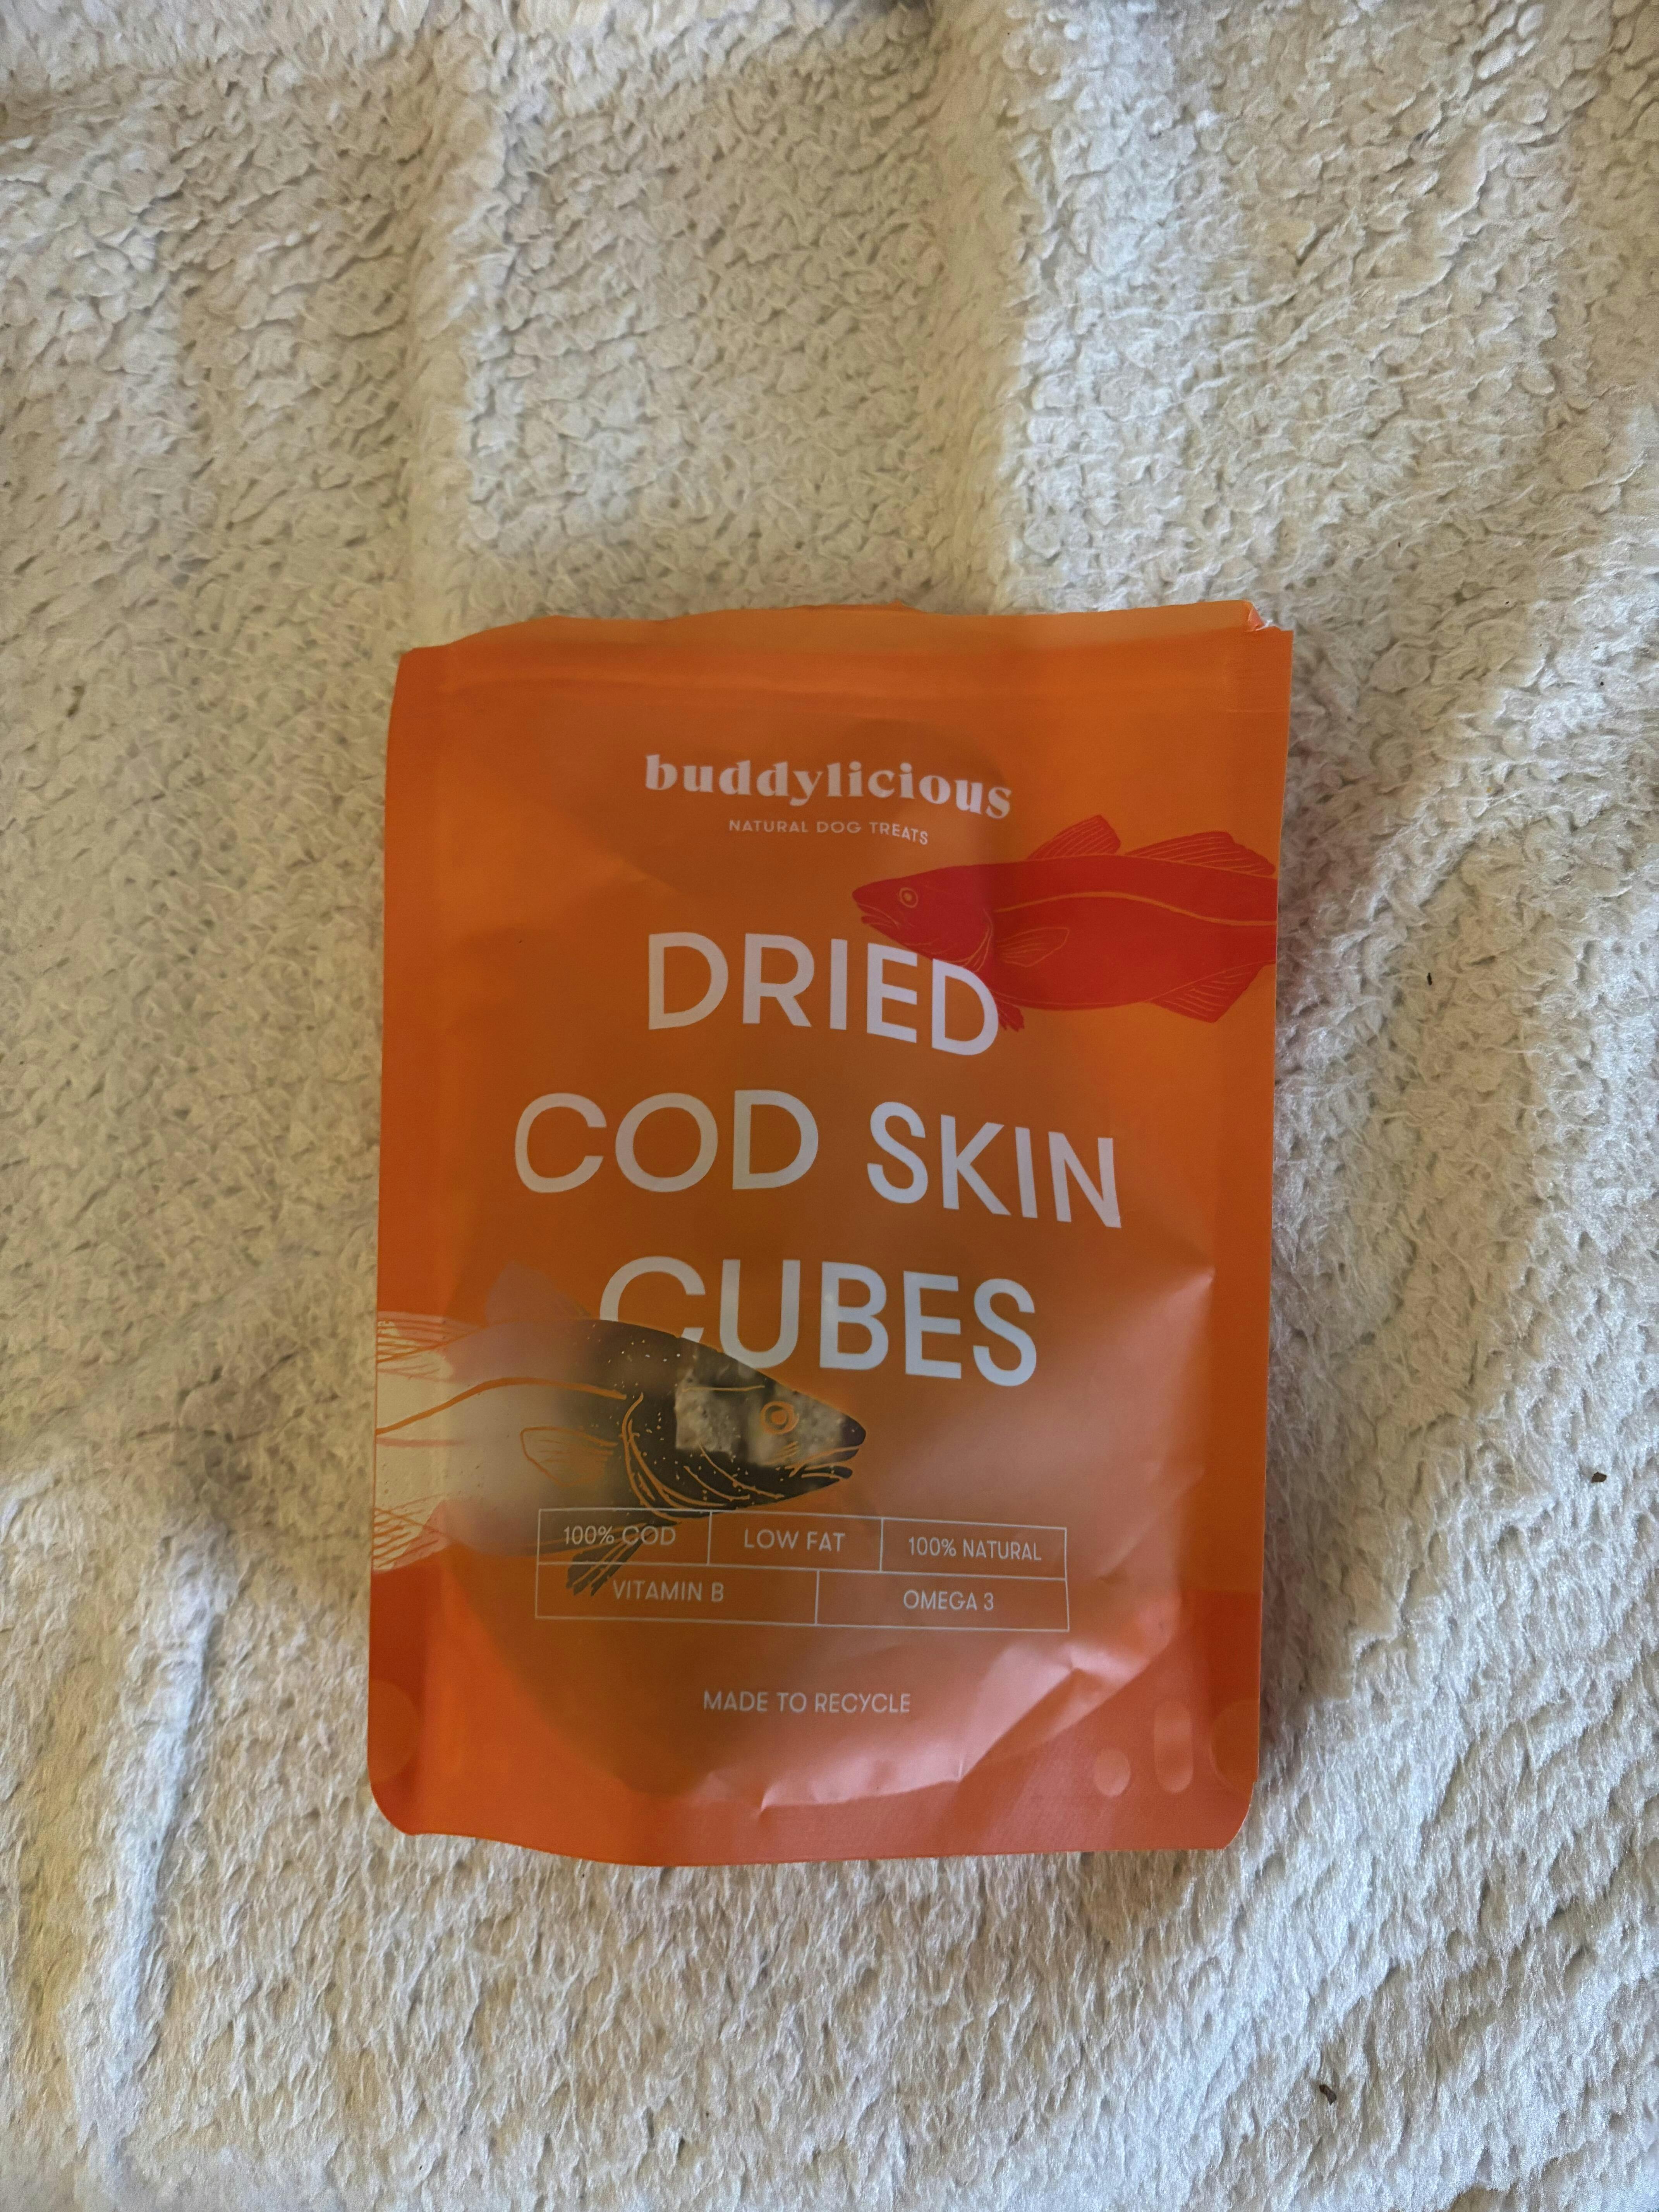 buddylicious
NATURAL DOG TREATS
DRIED
COD SKIN
CUBES
100% COD
LOW FAT
100% NATURAL
VITAMIN B
OMEGA 3
MADE TO RECYCLE